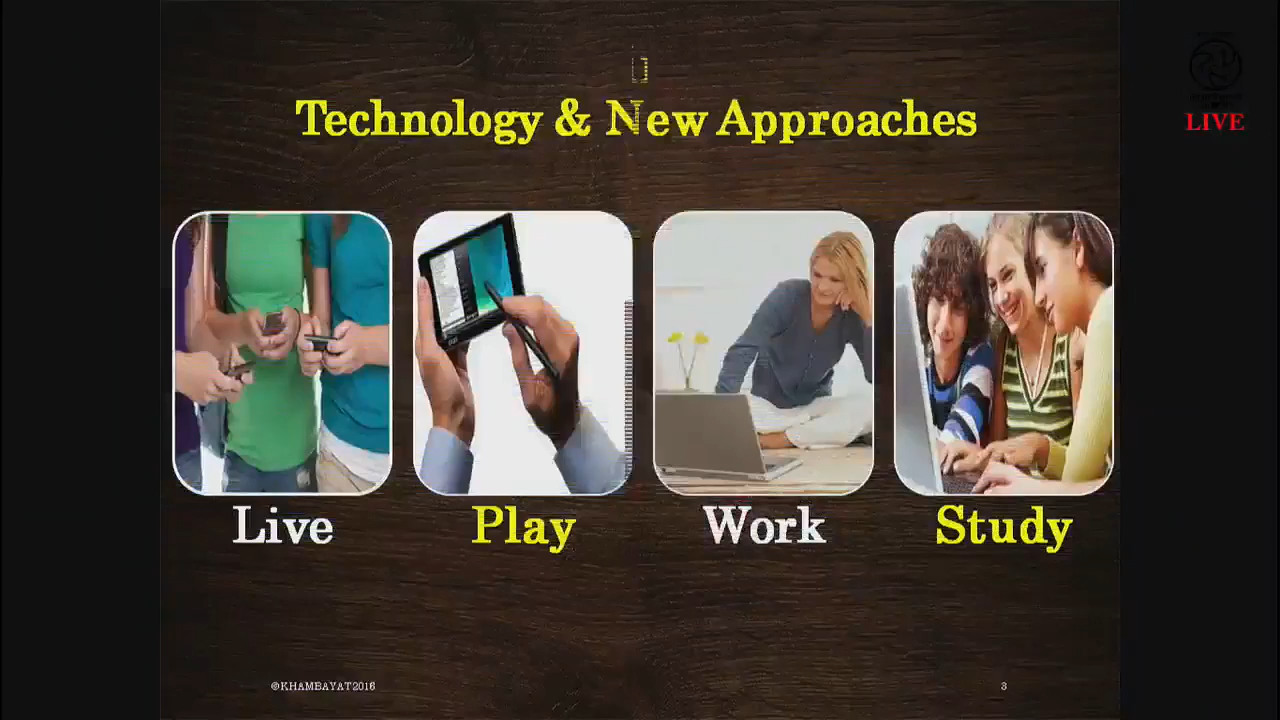 Technology & New Approaches
LIVE
Live
Play
Work
Study
@KHAMBAYAT2016
3